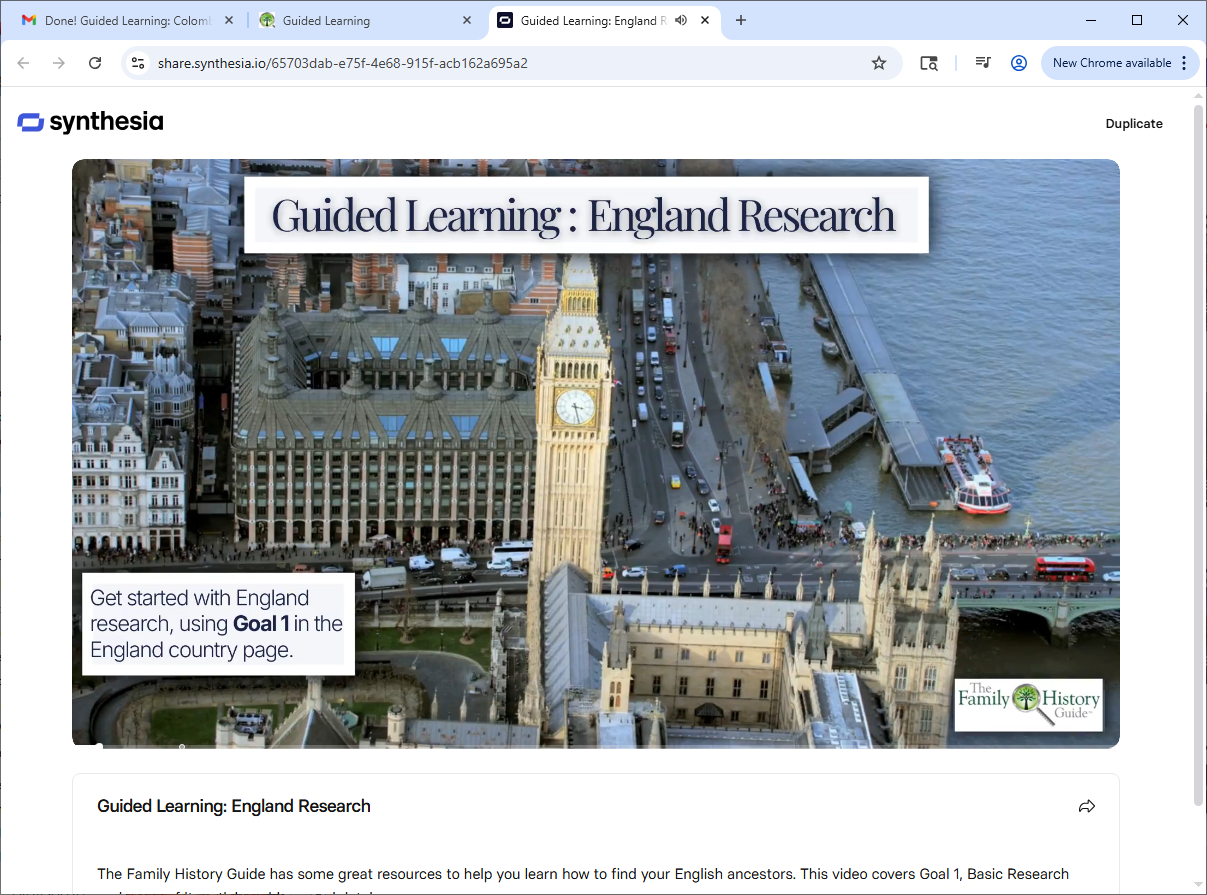 Done! Guided Learning: Colom
Guided Learning
Guided Learning: England R
share.synthesia.io/65703dab-e75f-4e68-915f-acb162a695a2
New Chrome available
synthesia
Duplicate
Guided Learning : England Research
Get started with England
research, using Goal 1 in the
England country page.
The
Family History
Guide™
Guided Learning: England Research
The Family History Guide has some great resources to help you learn how to find your English ancestors. This video covers Goal 1, Basic Research